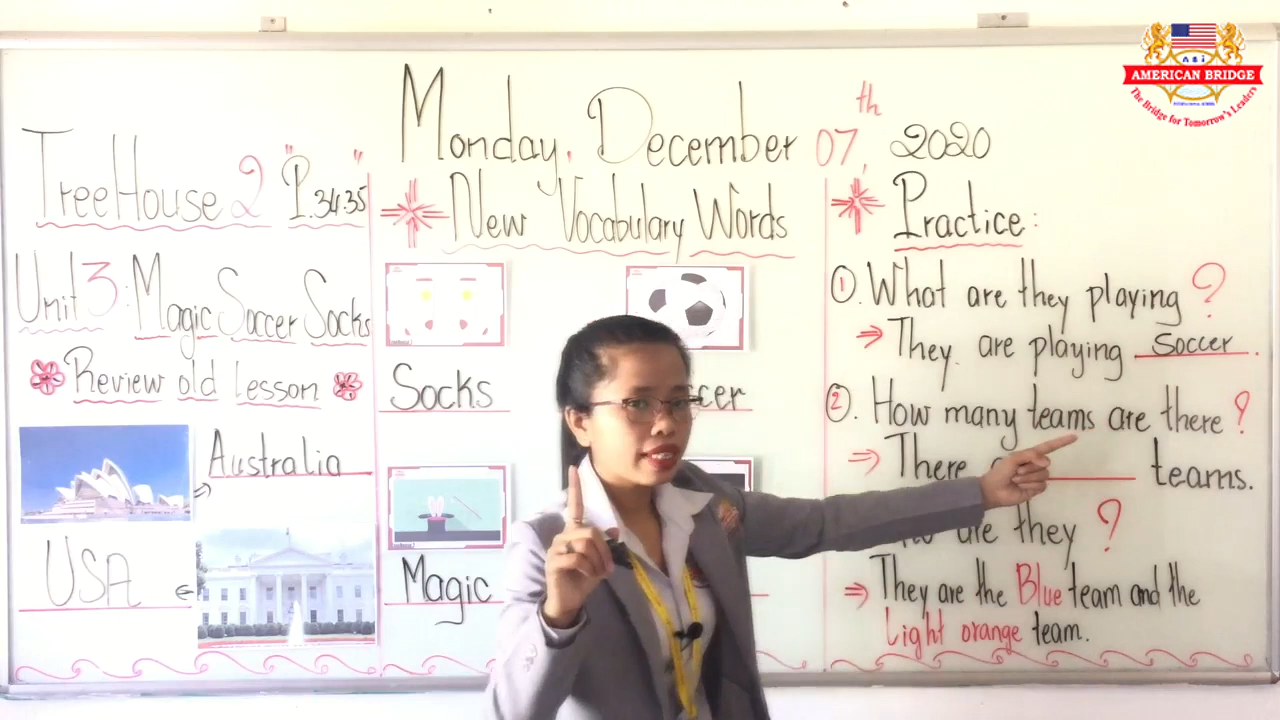 AMERICAN BRIDGE
The Bridge for Tomorrow's Leaders
Monday, December 07th, 2020
TreeHouse 2 "P.34-35"
Unit 3: Magic Soccer Socks
Review old lesson
Australia
USA
New Vocabulary Words
Socks
cer
Magic
Practice:
①. What are they playing?
⇒ They are playing Soccer.
②. How many teams are there?
⇒ There teams.
are they?
⇒ They are the Blue team and the
Light orange team.